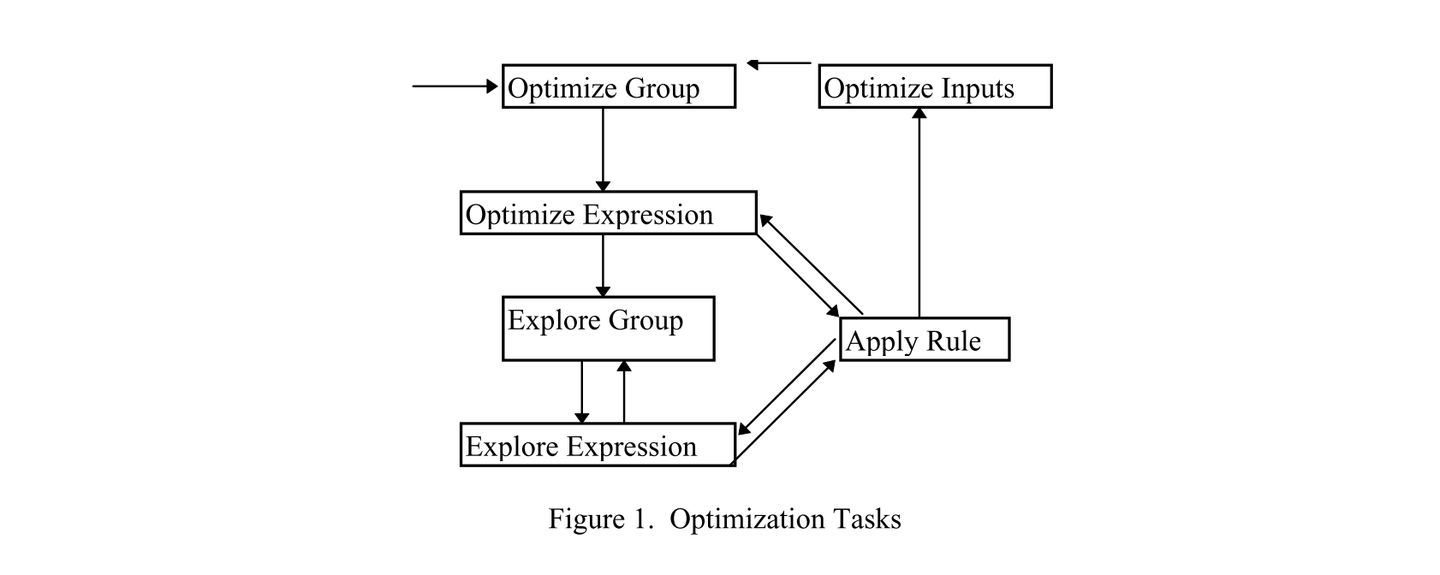 Optimize Group
Optimize Inputs
Optimize Expression
Explore Group
Apply Rule
Explore Expression
Figure 1. Optimization Tasks